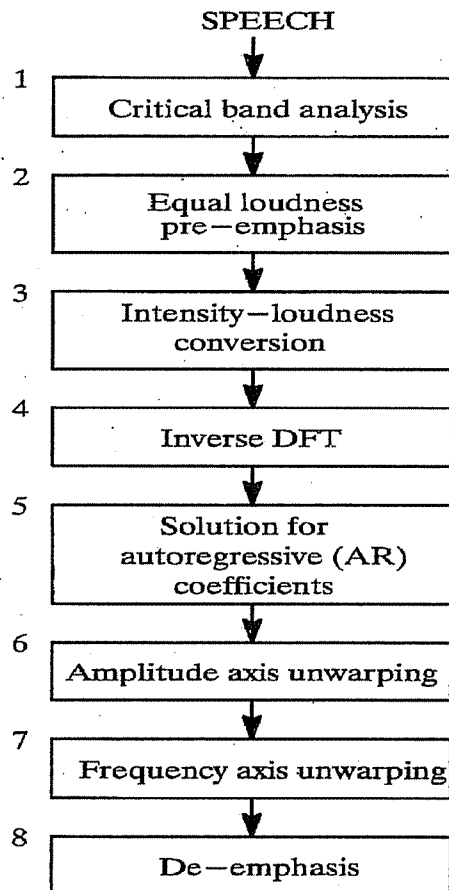 SPEECH
1
Critical band analysis
2
Equal loudness
pre-emphasis
3
Intensity-loudness
conversion
4
Inverse DFT
5
Solution for
autoregressive (AR)
coefficients
6
Amplitude axis unwarping
7
Frequency axis unwarping
8
De-emphasis